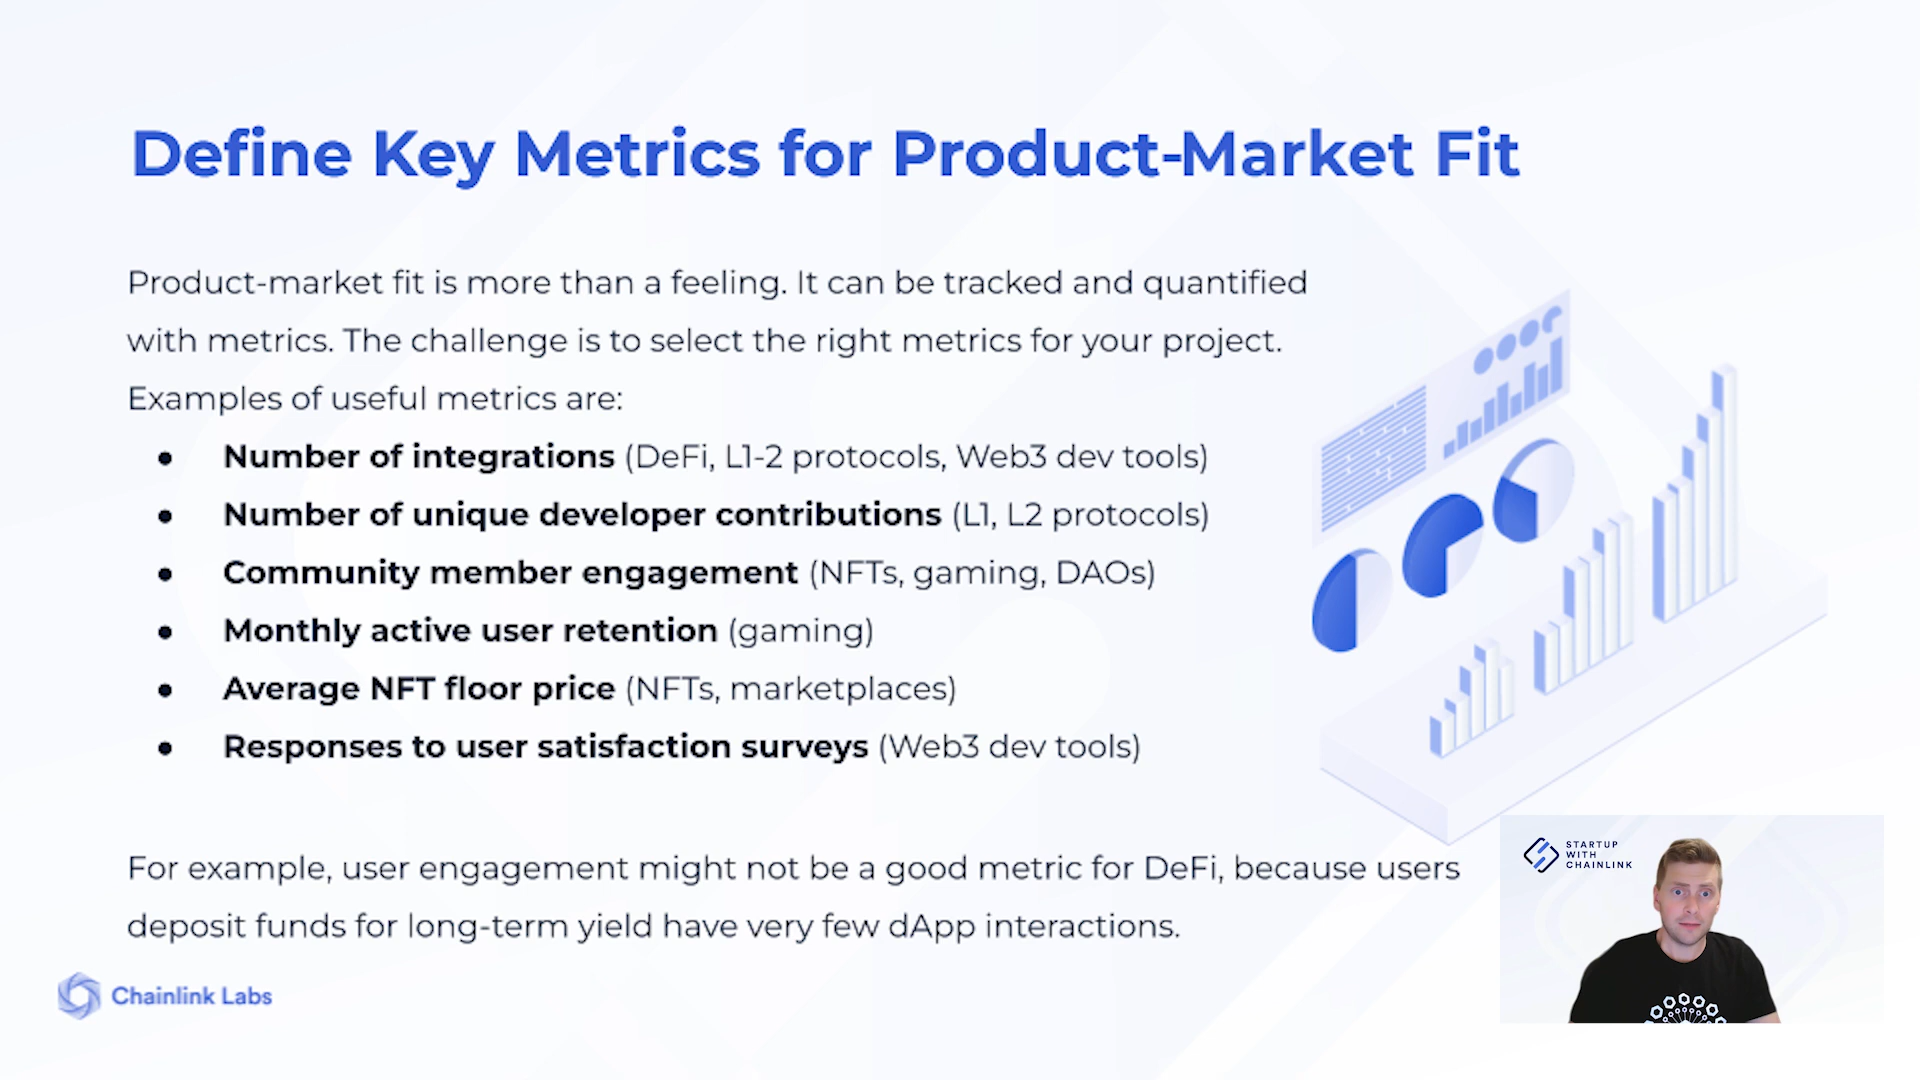 Define Key Metrics for Product-Market Fit
Product-market fit is more than a feeling. It can be tracked and quantified
with metrics. The challenge is to select the right metrics for your project.
Examples of useful metrics are:
● Number of integrations (DeFi, L1-2 protocols, Web3 dev tools)
● Number of unique developer contributions (L1, L2 protocols)
● Community member engagement (NFTs, gaming, DAOs)
● Monthly active user retention (gaming)
● Average NFT floor price (NFTs, marketplaces)
● Responses to user satisfaction surveys (Web3 dev tools)
For example, user engagement might not be a good metric for DeFi, because users
deposit funds for long-term yield have very few dApp interactions.
Chainlink Labs
STARTUP
WITH
CHAINLINK